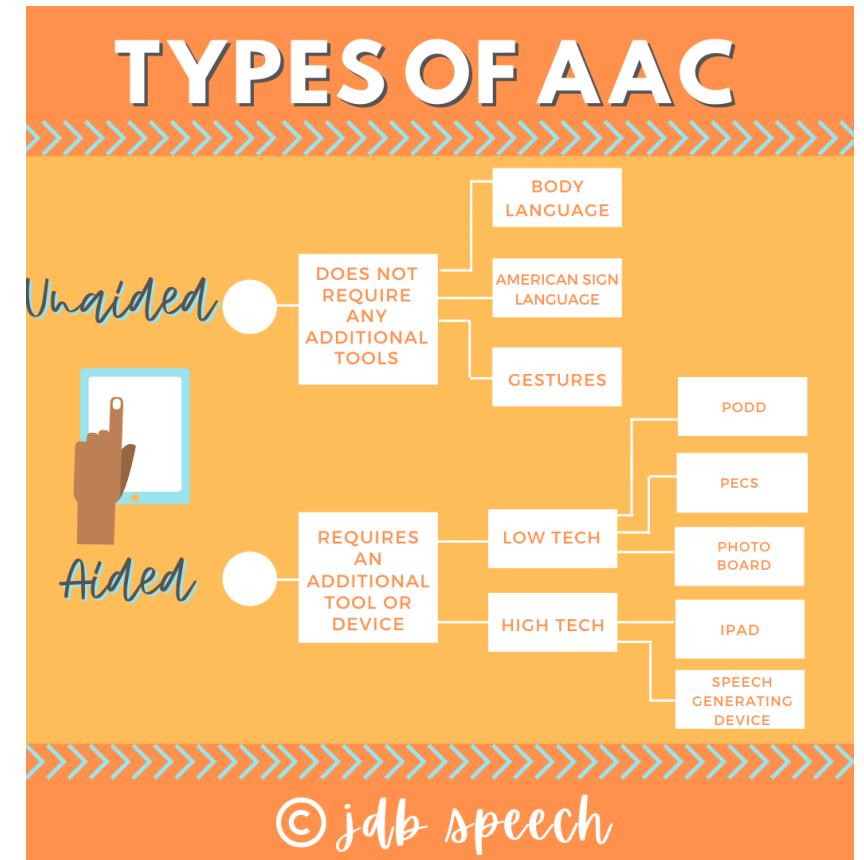 TYPES OF AAC
Unaided
DOES NOT
REQUIRE
ANY
ADDITIONAL
TOOLS
BODY
LANGUAGE
AMERICAN SIGN
LANGUAGE
GESTURES
Aided
REQUIRES
AN
ADDITIONAL
TOOL OR
DEVICE
LOW TECH
PODD
PECS
PHOTO
BOARD
HIGH TECH
IPAD
SPEECH
GENERATING
DEVICE
© jdb speech